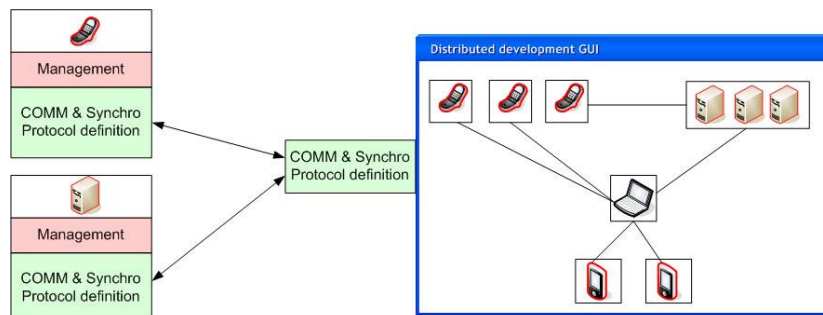 Management
COMM & Synchro
Protocol definition
Management
COMM & Synchro
Protocol definition
COMM & Synchro
Protocol definition
Distributed development GUI